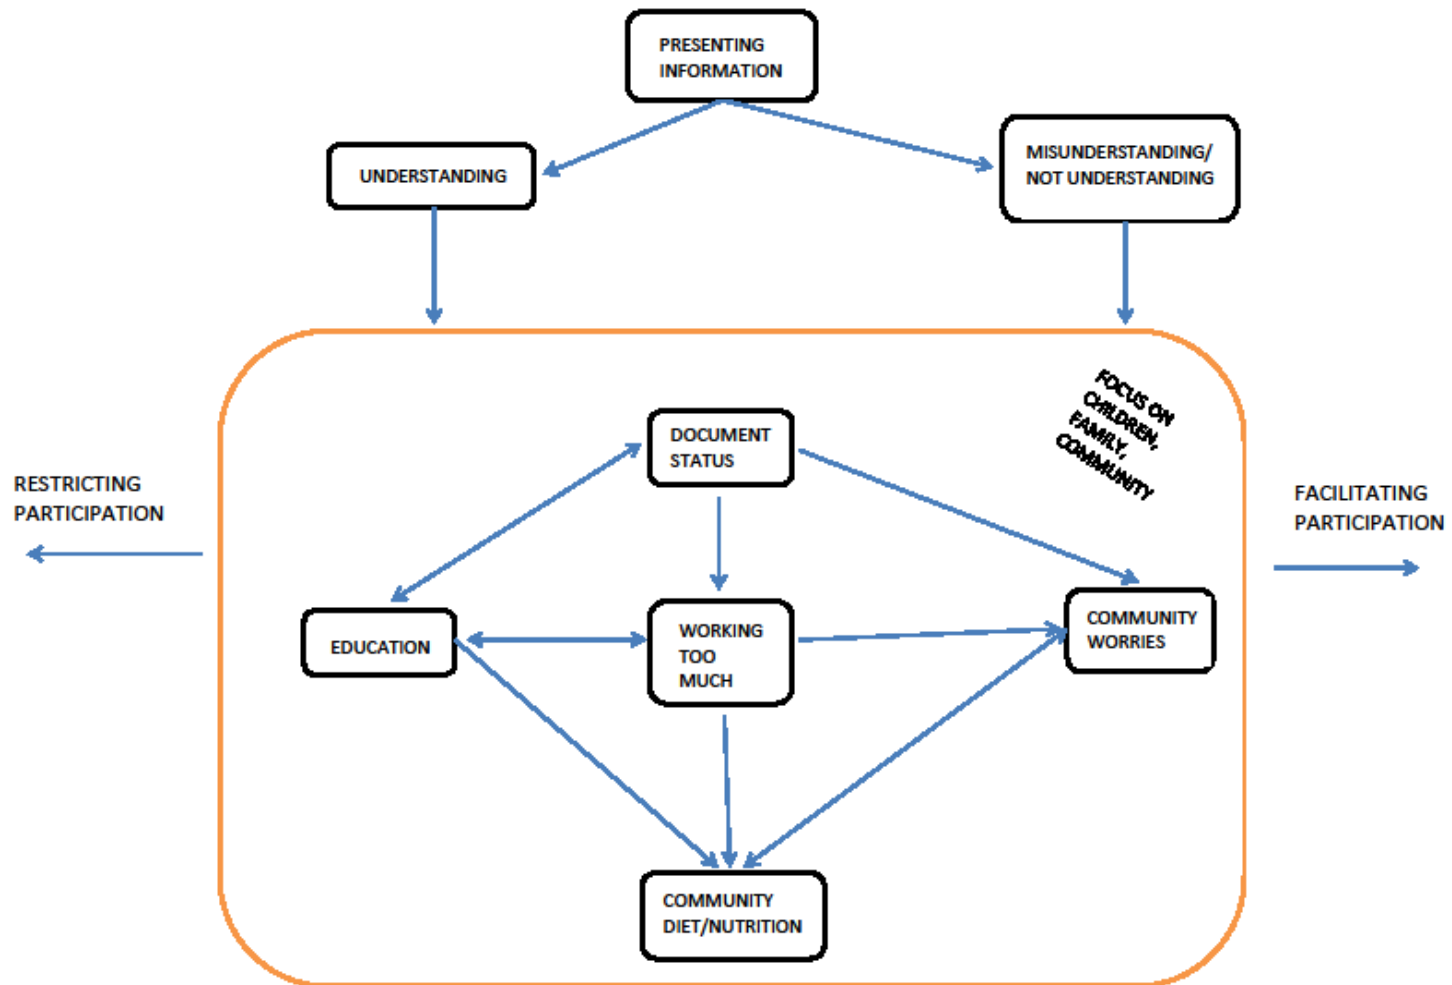 PRESENTING
INFORMATION
UNDERSTANDING
MISUNDERSTANDING/
NOT UNDERSTANDING
FOCUS ON
CHILDREN,
FAMILY,
COMMUNITY
DOCUMENT
STATUS
RESTRICTING
PARTICIPATION
FACILITATING
PARTICIPATION
EDUCATION
WORKING
TOO
MUCH
COMMUNITY
WORRIES
COMMUNITY
DIET/NUTRITION